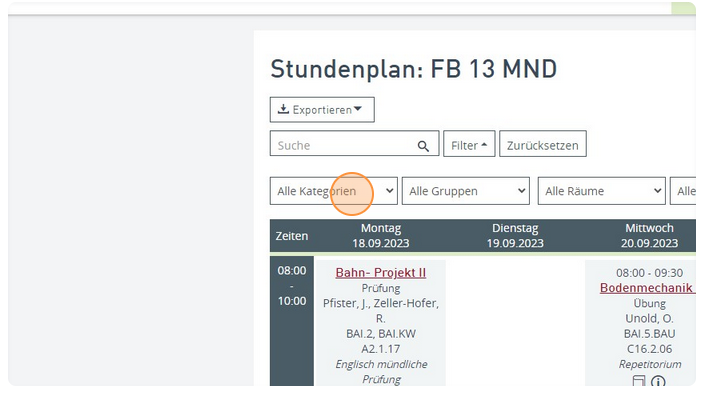 Stundenplan: FB 13 MND
Exportieren
Suche
Filter
Zurücksetzen
Alle Kategorien
Alle Gruppen
Alle Räume
Alle
Zeiten
Montag
18.09.2023
Dienstag
19.09.2023
Mittwoch
20.09.2023
08:00
-
10:00
Bahn- Projekt II
Prüfung
Pfister, J., Zeller-Hofer,
R.
BAI.2, BAI.KW
A2.1.17
Englisch mündliche
Prüfung
08:00 - 09:30
Bodenmechanik
Übung
Unold, O.
BAI.5.BAU
C16.2.06
Repetitorium